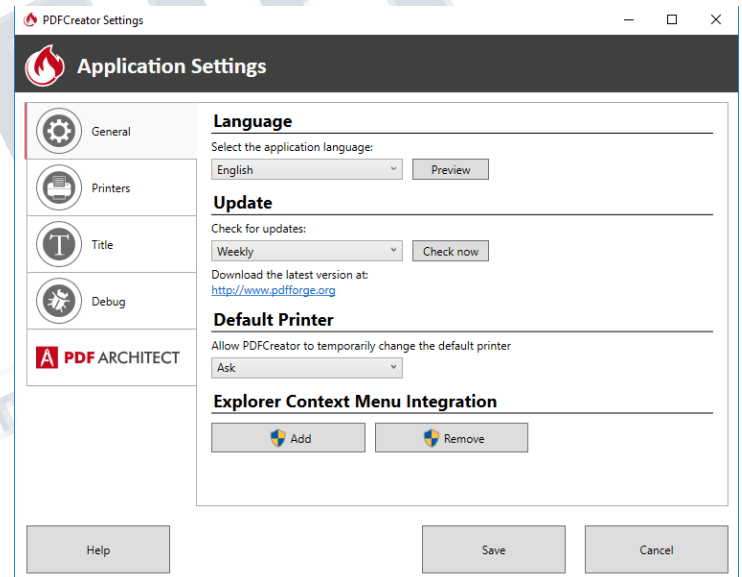 PDFCreator Settings
Application Settings
General
Printers
Title
Debug
PDF ARCHITECT
Language
Select the application language:
English
Preview
Update
Check for updates:
Weekly
Check now
Download the latest version at:
http://www.pdfforge.org
Default Printer
Allow PDFCreator to temporarily change the default printer
Ask
Explorer Context Menu Integration
Add
Remove
Help
Save
Cancel